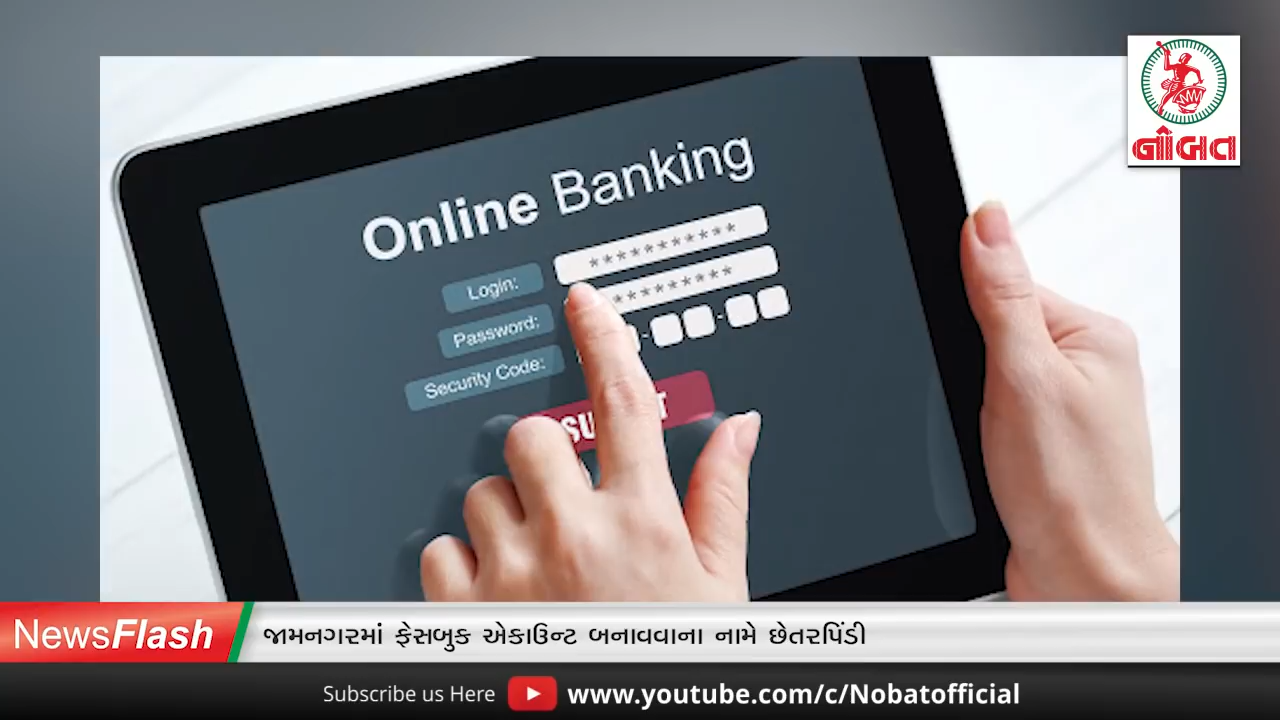 નોબત
Online Banking
Login:
***********
Password:
Security Code:
NewsFlash
જામનગરમાં ફેસબુક એકાઉન્ટ બનાવવાના નામે છેતરપિંડી
Subscribe us Here
www.youtube.com/c/Nobatofficial